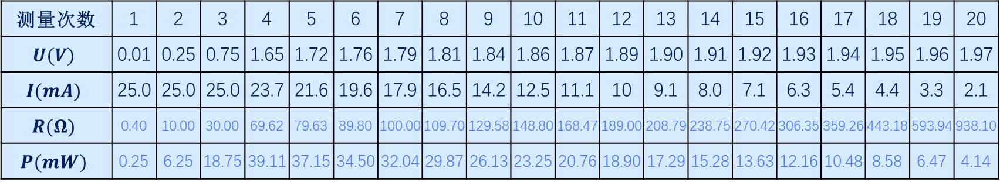 测量次数 1 2 3 4 5 6 7 8 9 10 11 12 13 14 15 16 17 18 19 20
U(V) 0.01 0.25 0.75 1.65 1.72 1.76 1.79 1.81 1.84 1.86 1.87 1.89 1.90 1.91 1.92 1.93 1.94 1.95 1.96 1.97
I(mA) 25.0 25.0 25.0 23.7 21.6 19.6 17.9 16.5 14.2 12.5 11.1 10 9.1 8.0 7.1 6.3 5.4 4.4 3.3 2.1
R(Ω) 0.40 10.00 30.00 69.62 79.63 89.80 100.00 109.70 129.58 148.80 168.47 189.00 208.79 238.75 270.42 306.35 359.26 443.18 593.94 938.10
P(mW) 0.25 6.25 18.75 39.11 37.15 34.50 32.04 29.87 26.13 23.25 20.76 18.90 17.29 15.28 13.63 12.16 10.48 8.58 6.47 4.14